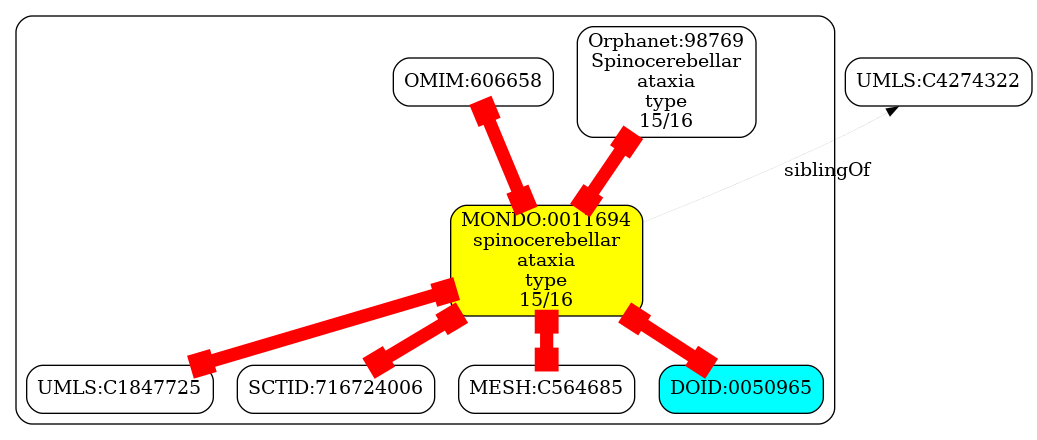 Orphanet:98769
Spinocerebellar
ataxia
type
15/16
OMIM:606658
UMLS:C4274322
siblingOf
MONDO:0011694
spinocerebellar
ataxia
type
15/16
UMLS:C1847725
SCTID:716724006
MESH:C564685
DOID:0050965